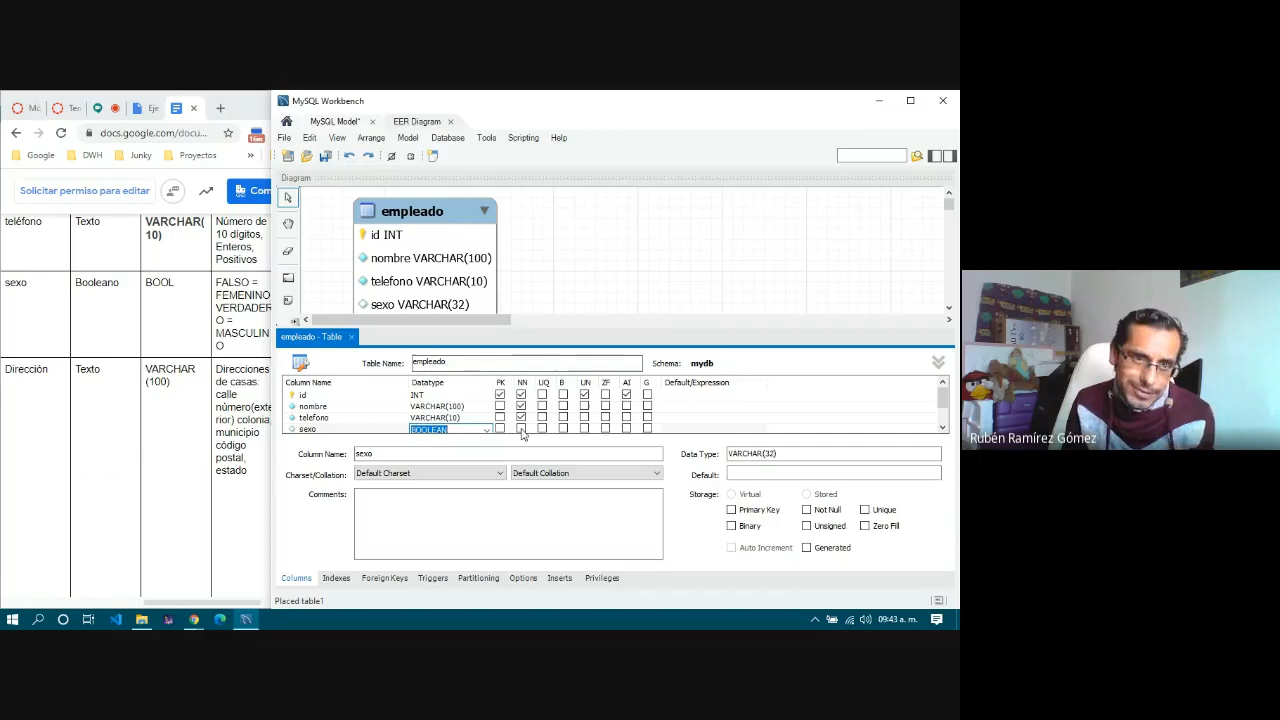 Mó
Ten
Eje
docs.google.com/docu...
16m
Google
DWH
Junky
Proyectos
»
Solicitar permiso para editar
Com
teléfono
Texto
VARCHAR(
10)
Número de
10 dígitos,
Enteros,
Positivos
sexo
Booleano
BOOL
FALSO =
FEMENINO
VERDADER
O =
MASCULIN
O
Dirección
Texto
VARCHAR
(100)
Direcciones
de casas:
calle
número(exte
rior) colonia,
municipio
código
postal,
estado
MySQL Workbench
MySQL Model*
EER Diagram
File Edit View Arrange Model Database Tools Scripting Help
Diagram
empleado
id INT
nombre VARCHAR(100)
telefono VARCHAR(10)
sexo VARCHAR(32)
empleado - Table
Table Name: empleado Schema: mydb
Column Name Datatype PK NN UQ B UN ZF AI G Default/Expression
id INT
nombre VARCHAR(100)
telefono VARCHAR(10)
sexo BOOLEAN
Column Name: sexo Data Type: VARCHAR(32)
Charset/Collation: Default Charset Default Collation Default:
Comments: Storage: Virtual Stored
Primary Key Not Null Unique
Binary Unsigned Zero Fill
Auto Increment Generated
Columns Indexes Foreign Keys Triggers Partitioning Options Inserts Privileges
Placed table1
09:43 a. m.
Rubén Ramírez Gómez